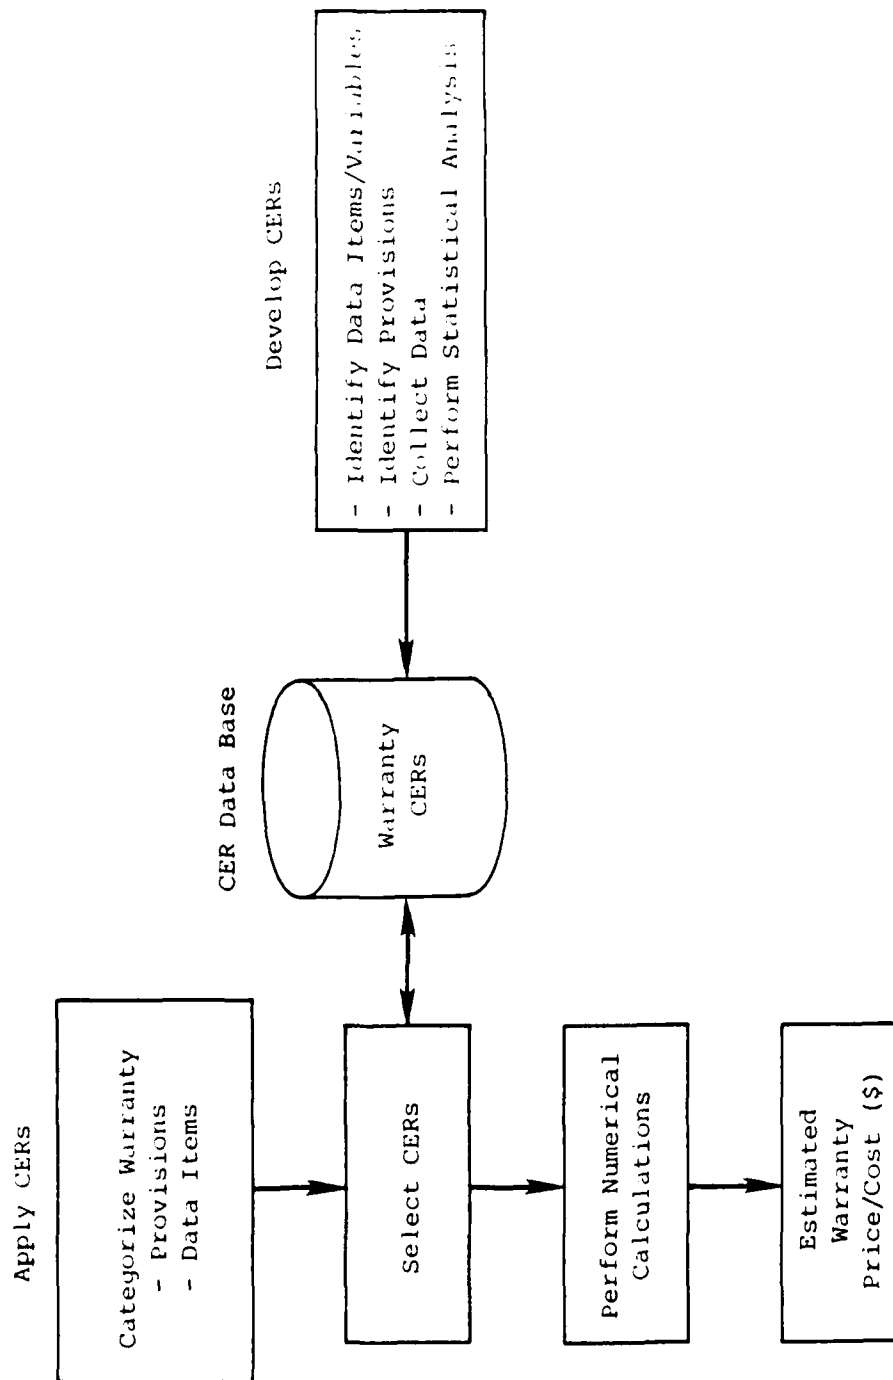 Apply CERs
Categorize Warranty
- Provisions
- Data Items
Select CERs
Perform Numerical
Calculations
Estimated
Warranty
Price/Cost ($)
CER Data Base
Warranty
CERs
Develop CERs
- Identify Data Items/Variables
- Identify Provisions
- Collect Data
- Perform Statistical Analysis